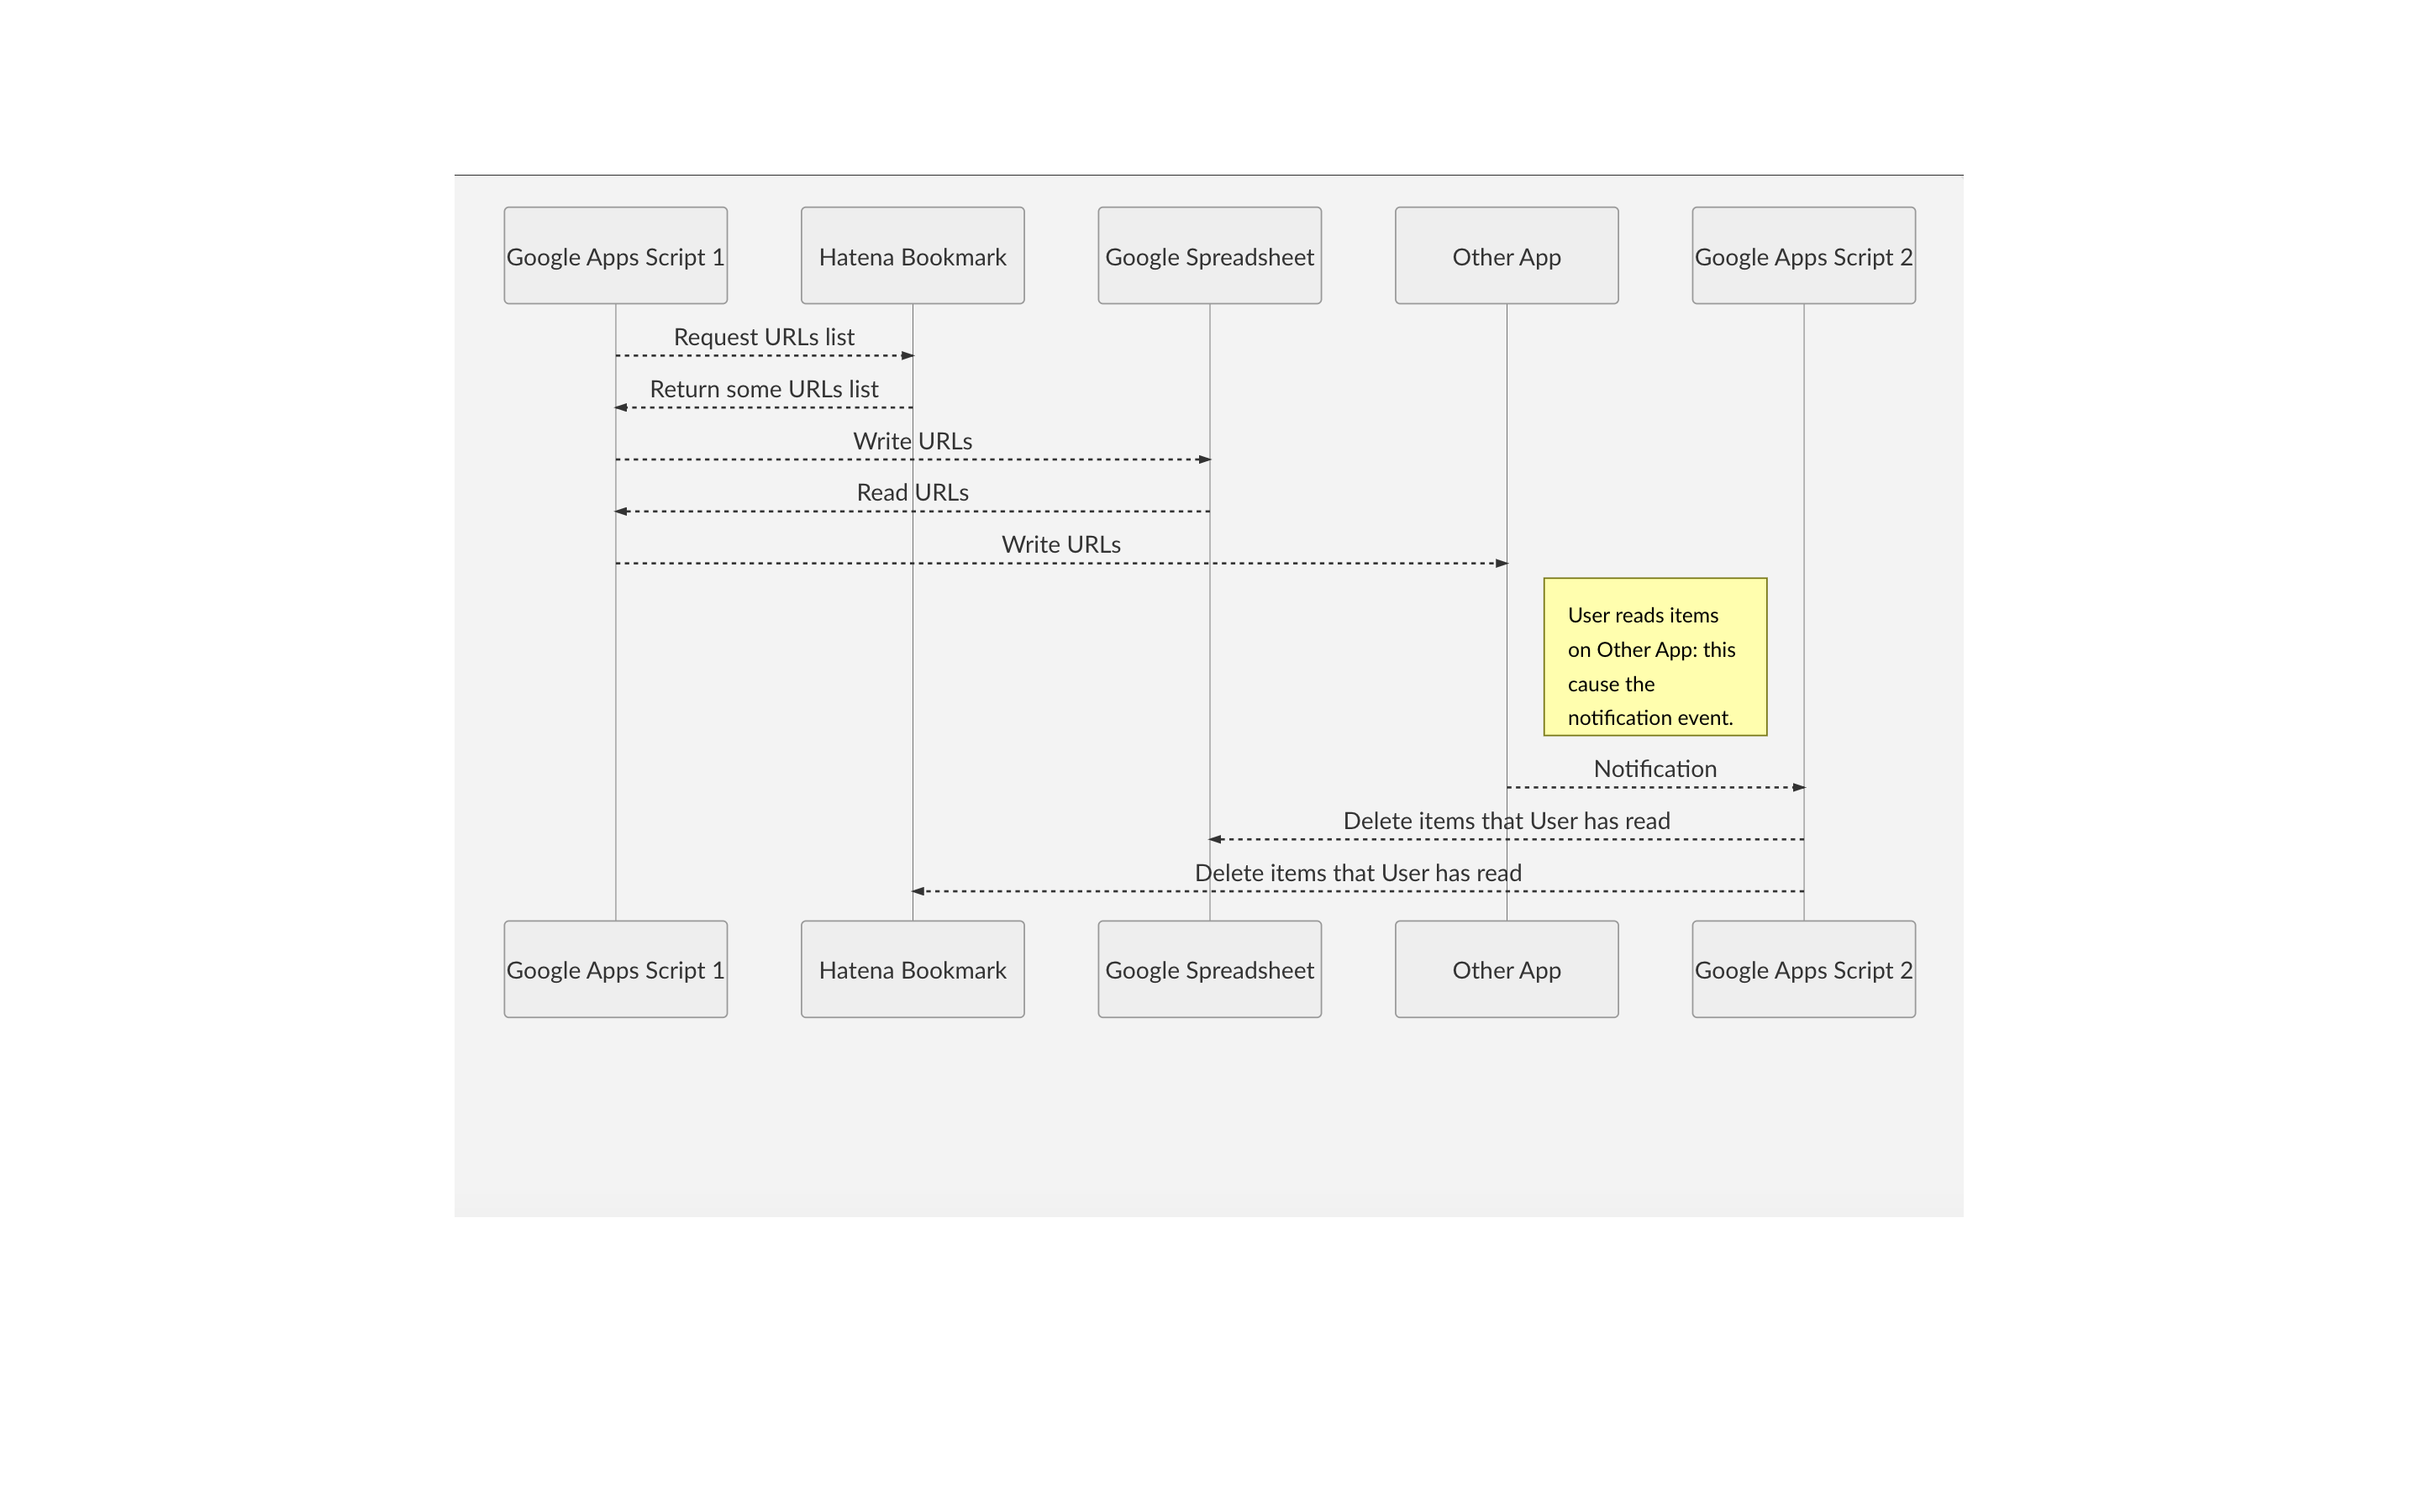 Google Apps Script 1
Hatena Bookmark
Google Spreadsheet
Other App
Google Apps Script 2
Request URLs list
Return some URLs list
Write URLs
Read URLs
Write URLs
User reads items
on Other App: this
cause the
notification event.
Notification
Delete items that User has read
Delete items that User has read
Google Apps Script 1
Hatena Bookmark
Google Spreadsheet
Other App
Google Apps Script 2